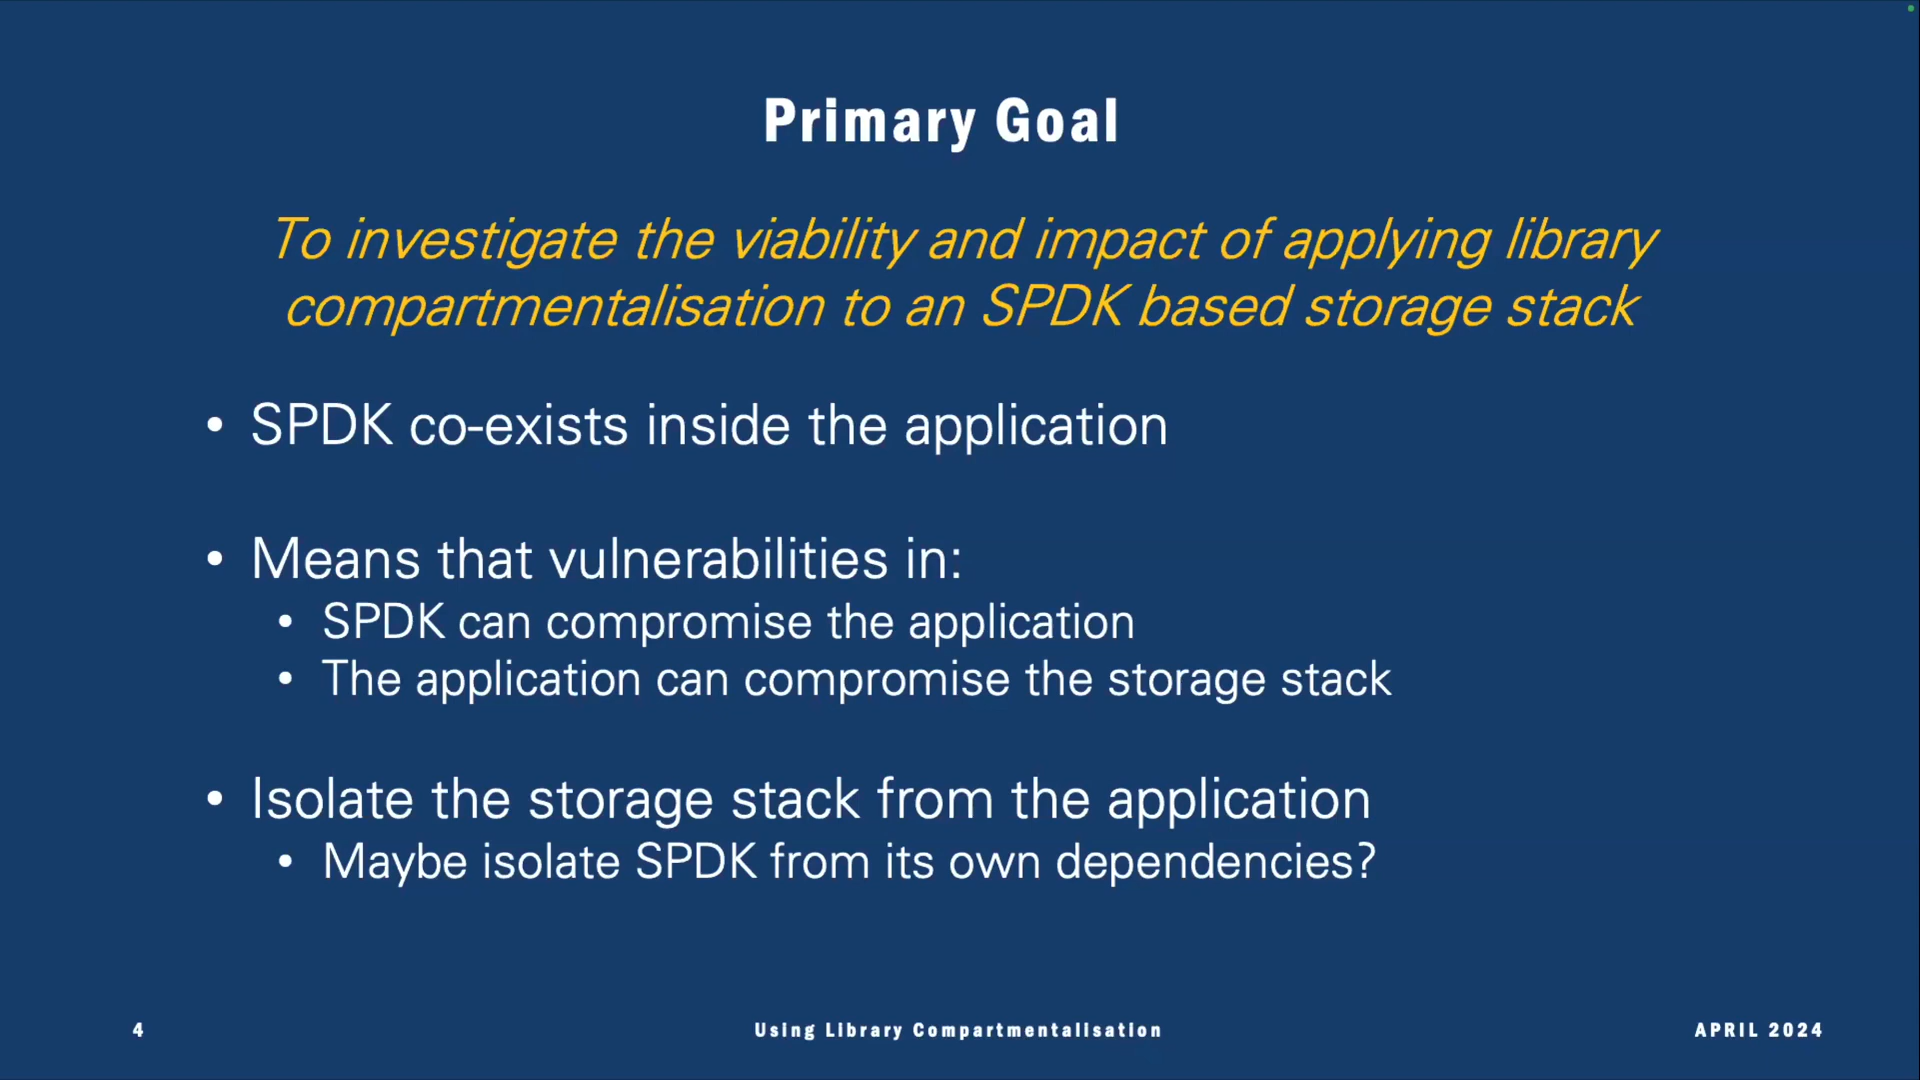 Primary Goal
To investigate the viability and impact of applying library
compartmentalisation to an SPDK based storage stack
• SPDK co-exists inside the application
• Means that vulnerabilities in:
• SPDK can compromise the application
• The application can compromise the storage stack
• Isolate the storage stack from the application
• Maybe isolate SPDK from its own dependencies?
4
Using Library Compartmentalisation
APRIL 2024